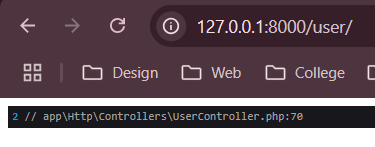 127.0.0.1:8000/user/
Design Web College
2 // app\Http\Controllers\UserController.php:70